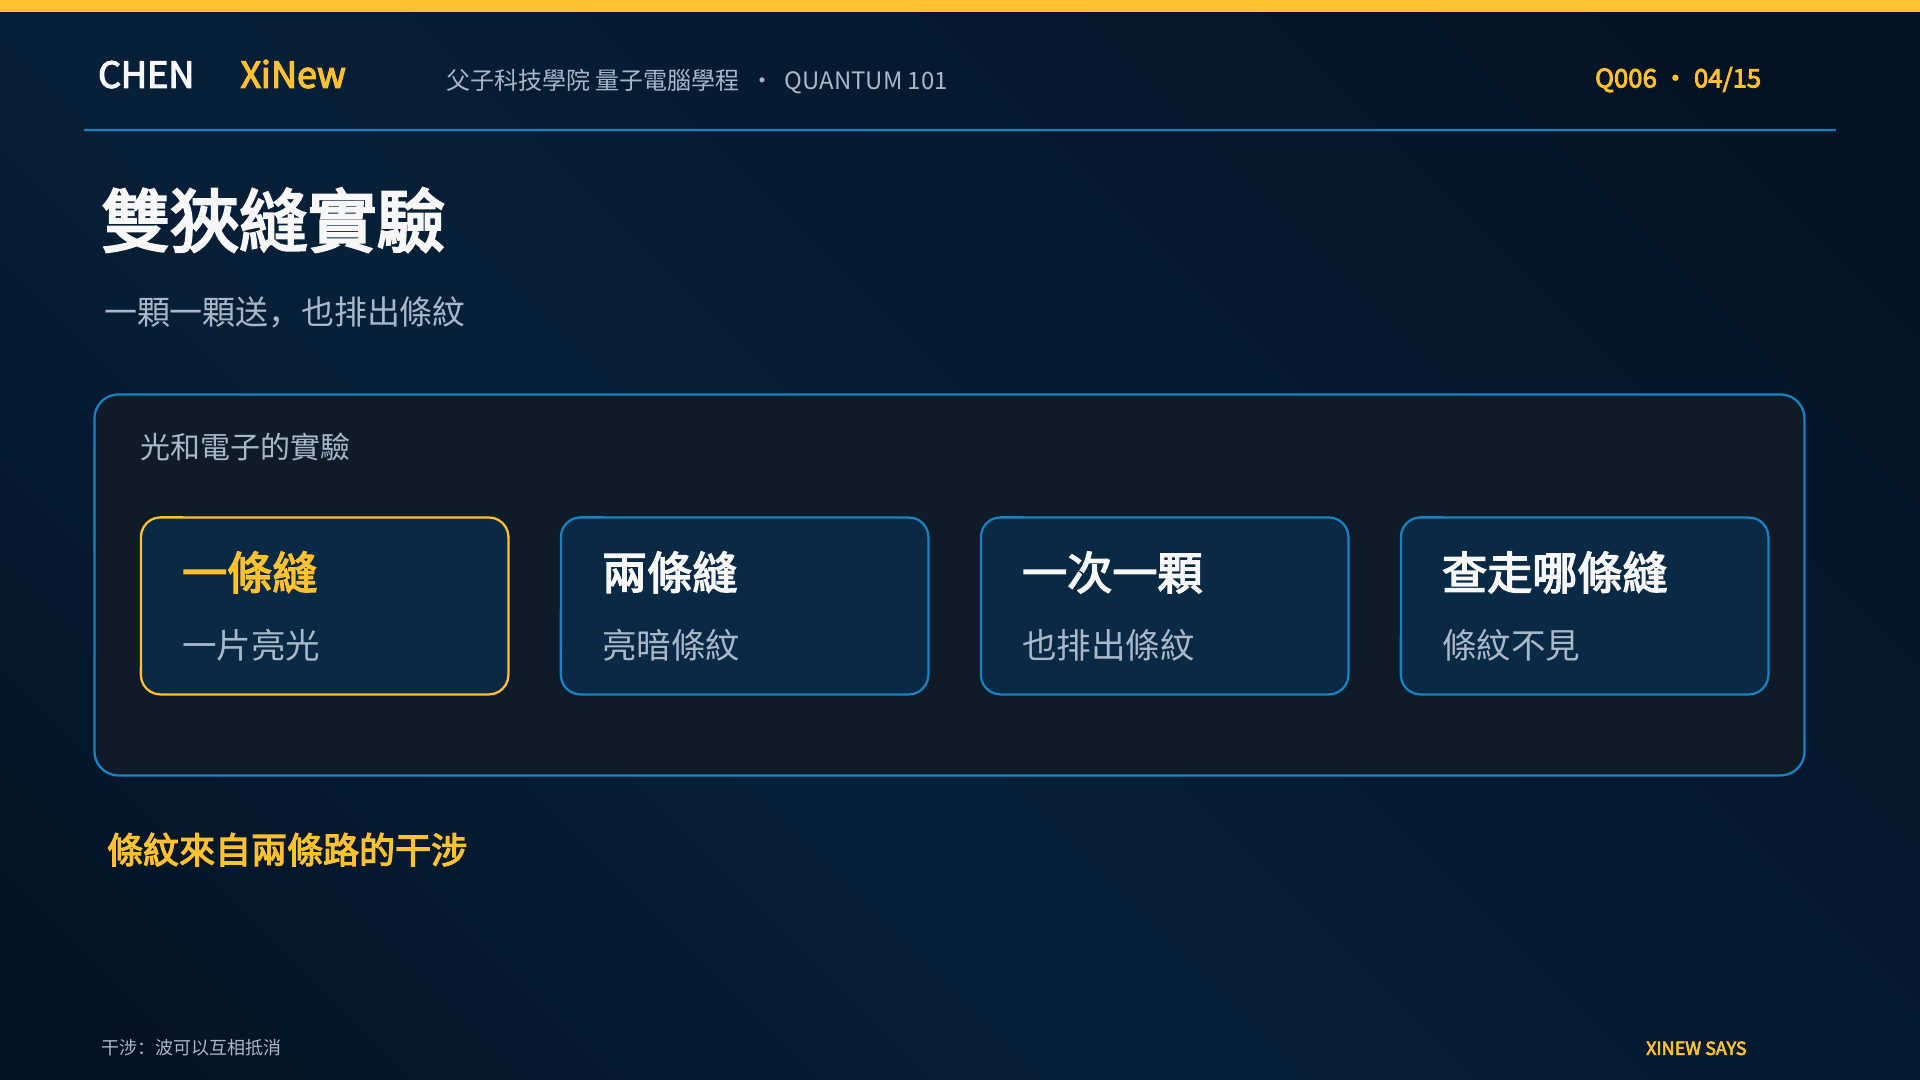 CHEN XiNew 父子科技學院 量子電腦學程 · QUANTUM 101 Q006 · 04/15
雙狹縫實驗
一顆一顆送，也排出條紋
光和電子的實驗
一條縫
一片亮光
兩條縫
亮暗條紋
一次一顆
也排出條紋
查走哪條縫
條紋不見
條紋來自兩條路的干涉
干涉：波可以互相抵消
XINEW SAYS